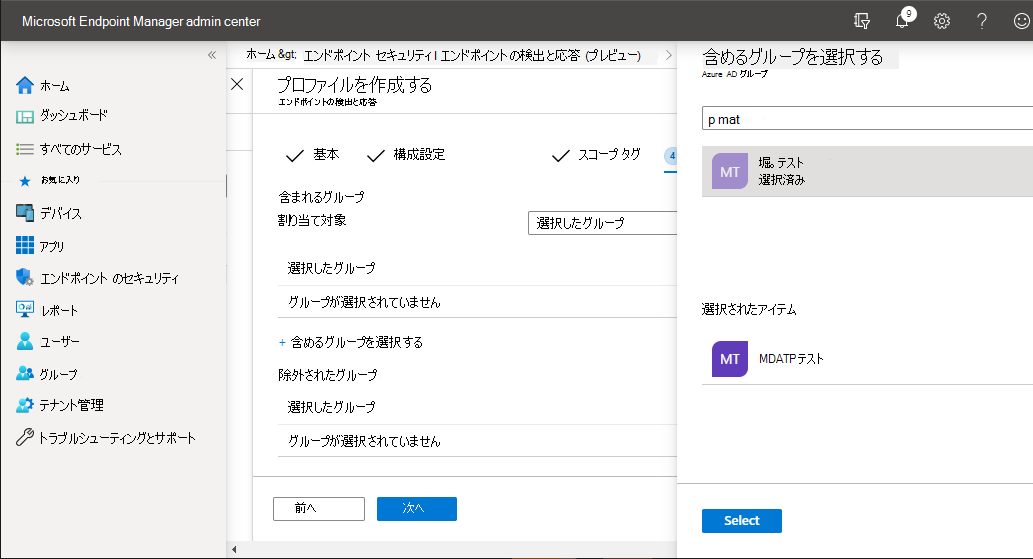 Microsoft Endpoint Manager admin center
9
«
ホーム &gt; エンドポイント セキュリティ | エンドポイントの検出と応答 (プレビュー)
ホーム
ダッシュボード
すべてのサービス
お気に入り
デバイス
アプリ
エンドポイント のセキュリティ
レポート
ユーザー
グループ
テナント管理
トラブルシューティングとサポート
プロファイルを作成する
エンドポイントの検出と応答
基本
構成設定
スコープ タグ
4
含まれるグループ
割り当て対象
選択したグループ
選択したグループ
グループが選択されていません
+ 含めるグループを選択する
除外されたグループ
選択したグループ
グループが選択されていません
前へ
次へ
含めるグループを選択する
Azure AD グループ
p mat
MT
堀。テスト
選択済み
選択されたアイテム
MT
MDATPテスト
Select